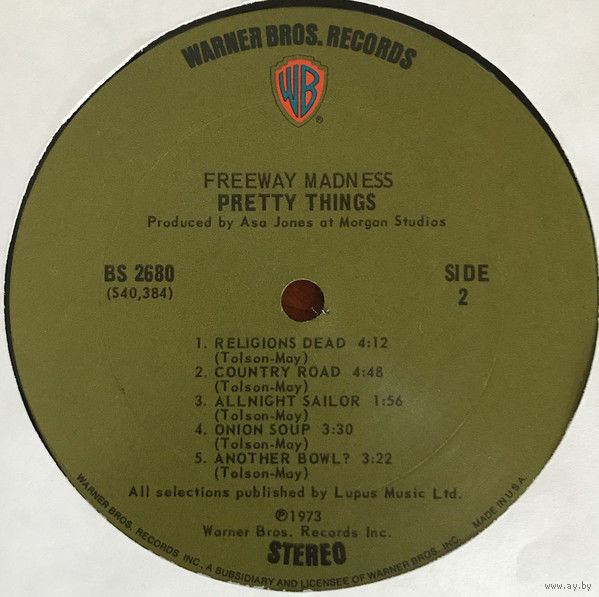 WARNER BROS. RECORDS
WB
®
FREEWAY MADNESS
PRETTY THINGS
Produced by Asa Jones at Morgan Studios
BS 2680
(S40,384)
SIDE
2
1. RELIGIONS DEAD 4:12
(Tolson-May)
2. COUNTRY ROAD 4:48
(Tolson-May)
3. ALLNIGHT SAILOR 1:56
(Tolson-May)
4. ONION SOUP 3:30
(Tolson-May)
5. ANOTHER BOWL? 3:22
(Tolson-May)
All selections published by Lupus Music Ltd.
℗1973
Warner Bros. Records Inc.
STEREO
WARNER BROS. RECORDS INC. A SUBSIDIARY AND LICENSEE OF WARNER BROS., INC. MADE IN U.S.A.
www.ay.by